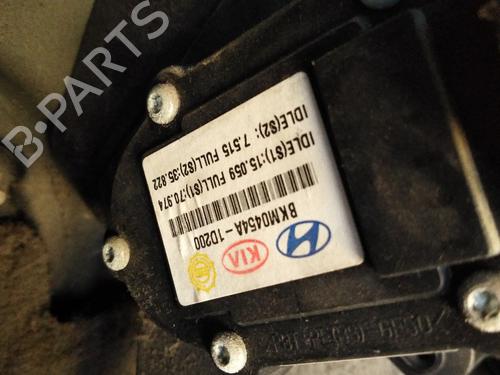 B-PARTS
KIA
BKM0454A-1D200
IDLE(S1):15.059 FULL(S1):70.974
IDLE(S2): 7.515 FULL(S2):35.822